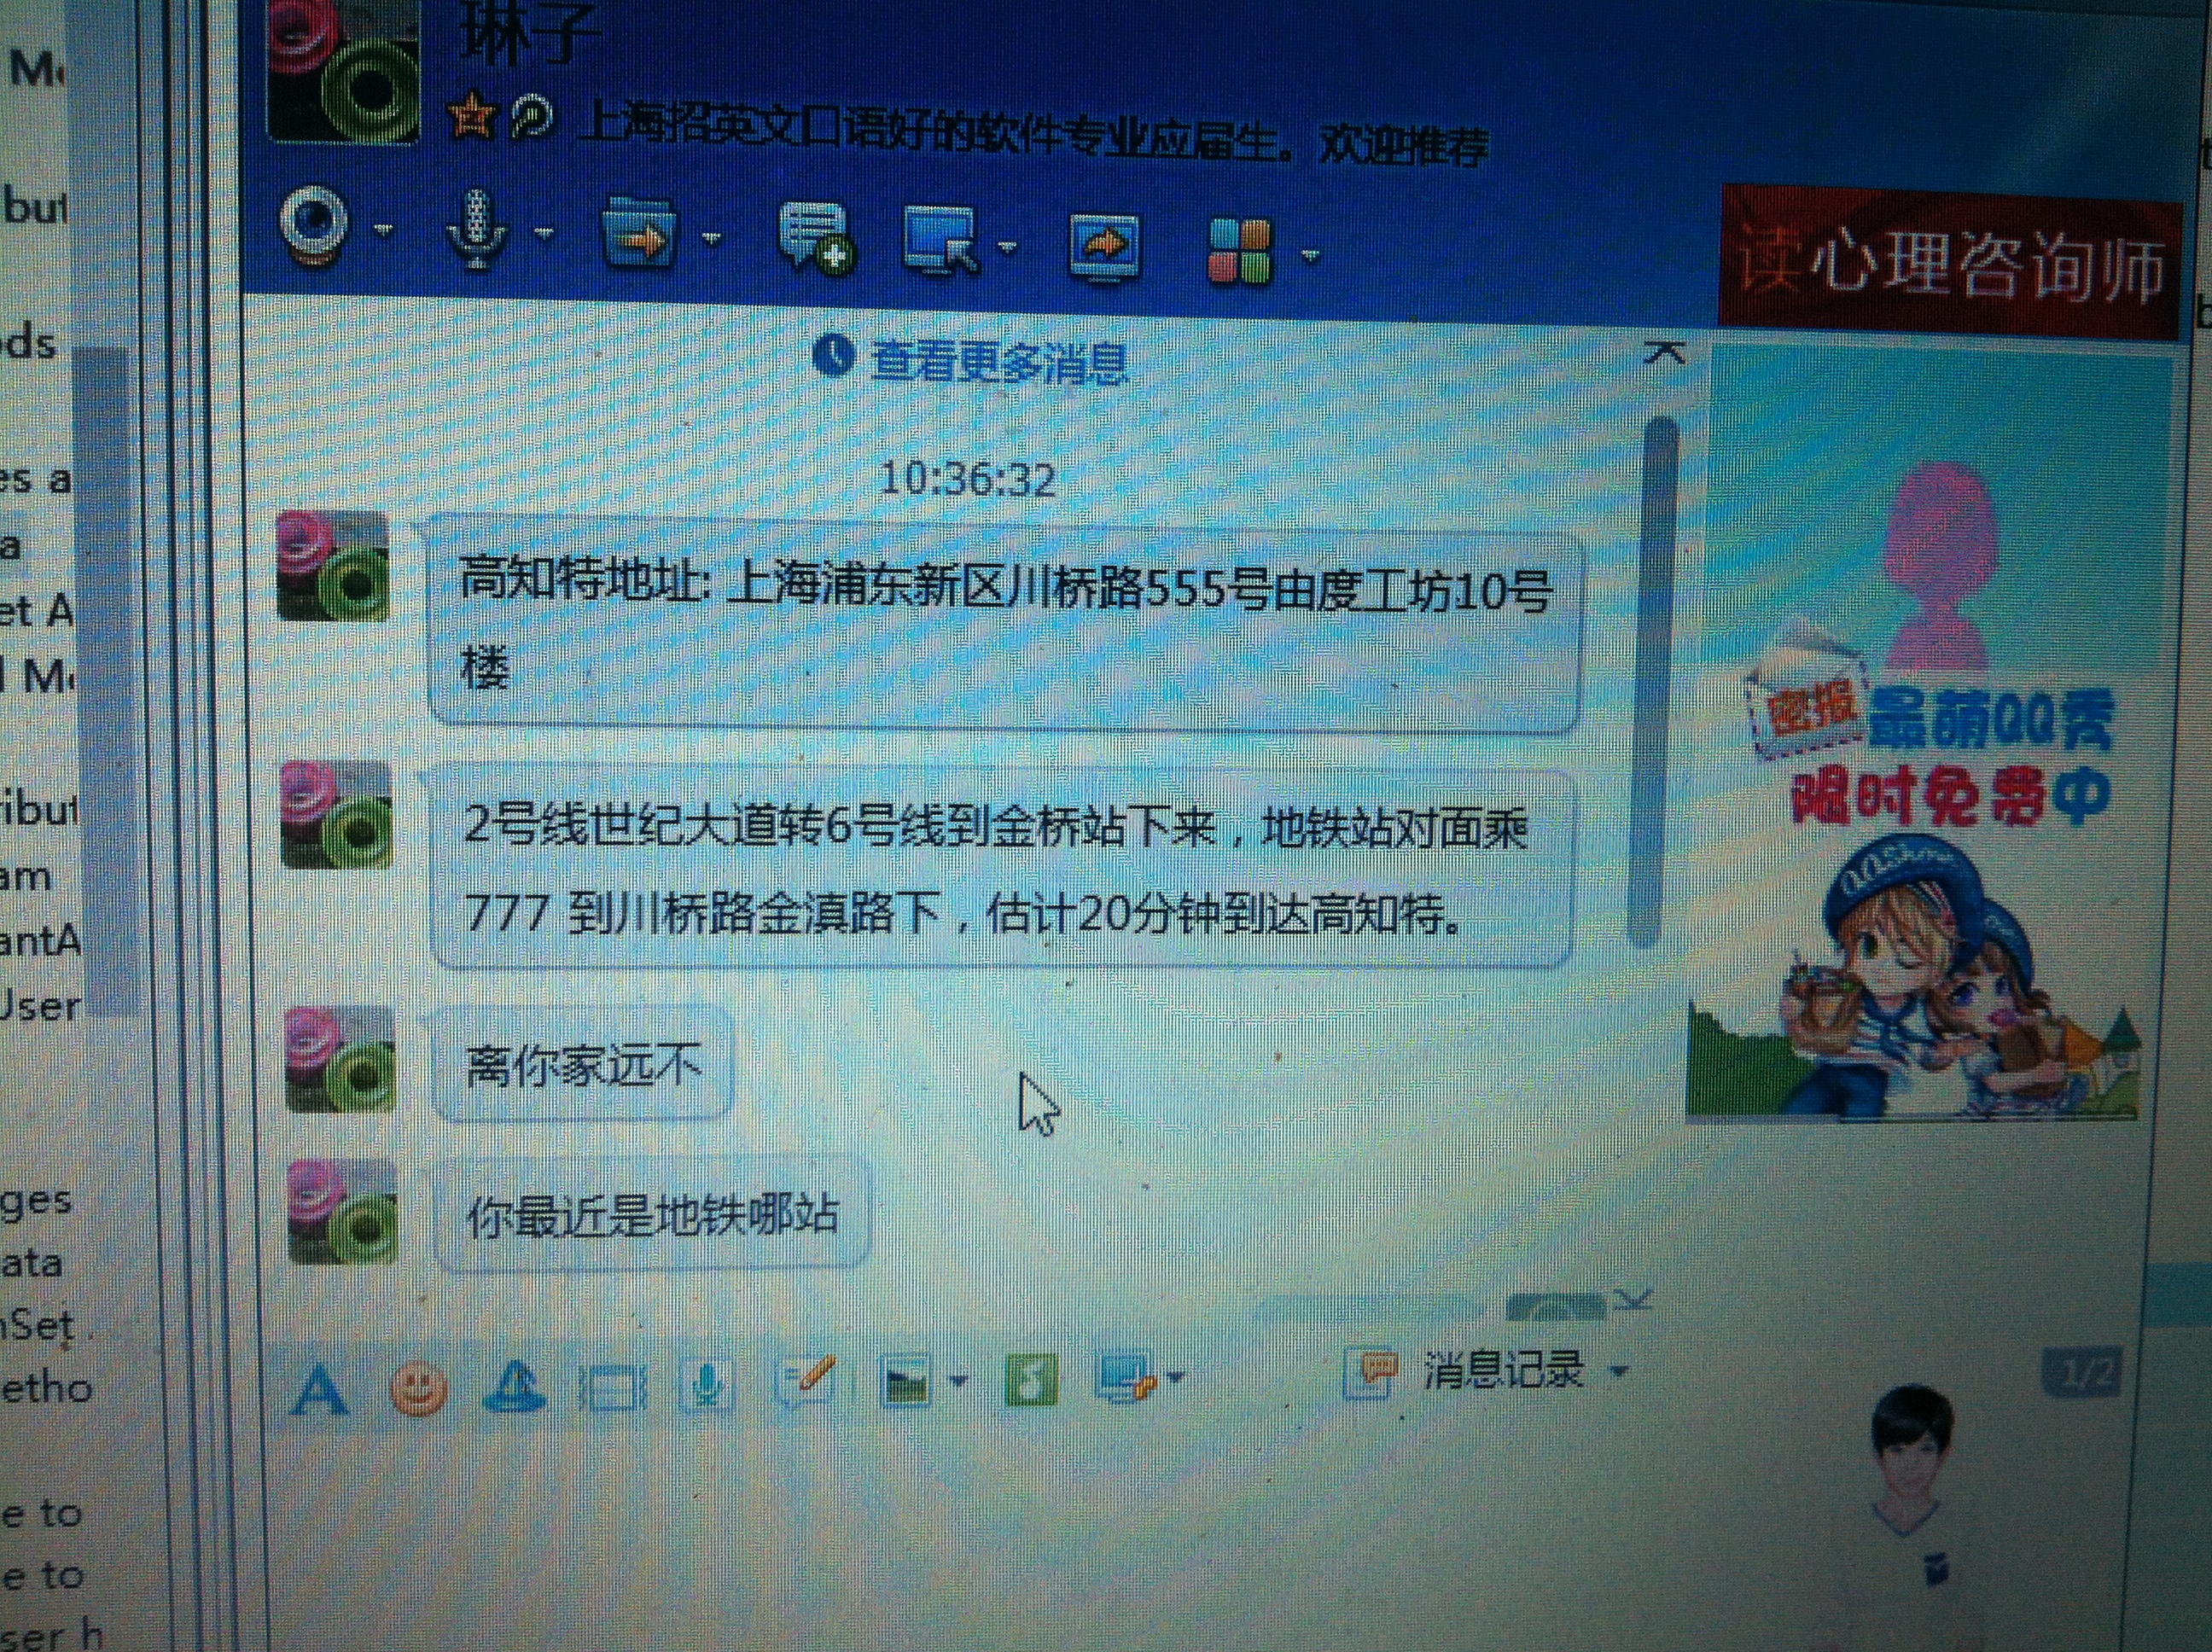 琳子
上海招英文口语好的软件专业应届生。欢迎推荐
读心理咨询师
查看更多消息
10:36:32
高知特地址: 上海浦东新区川桥路555号由度工坊10号
楼
2号线世纪大道转6号线到金桥站下来，地铁站对面乘
777 到川桥路金滇路下，估计20分钟到达高知特。
离你家远不
你最近是地铁哪站
消息记录
密报
最萌QQ秀
限时免费中
QQShow
1/2
but
ods
es a
a
et A
ibut
am
antA
User
ges
ata
nSet
etho
e to
e to
ser h